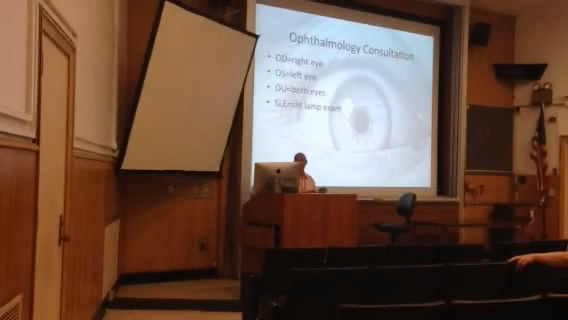 Ophthalmology Consultation
• OD=right eye
• OS=left eye
• OU=both eyes
• SLE=slit lamp exam